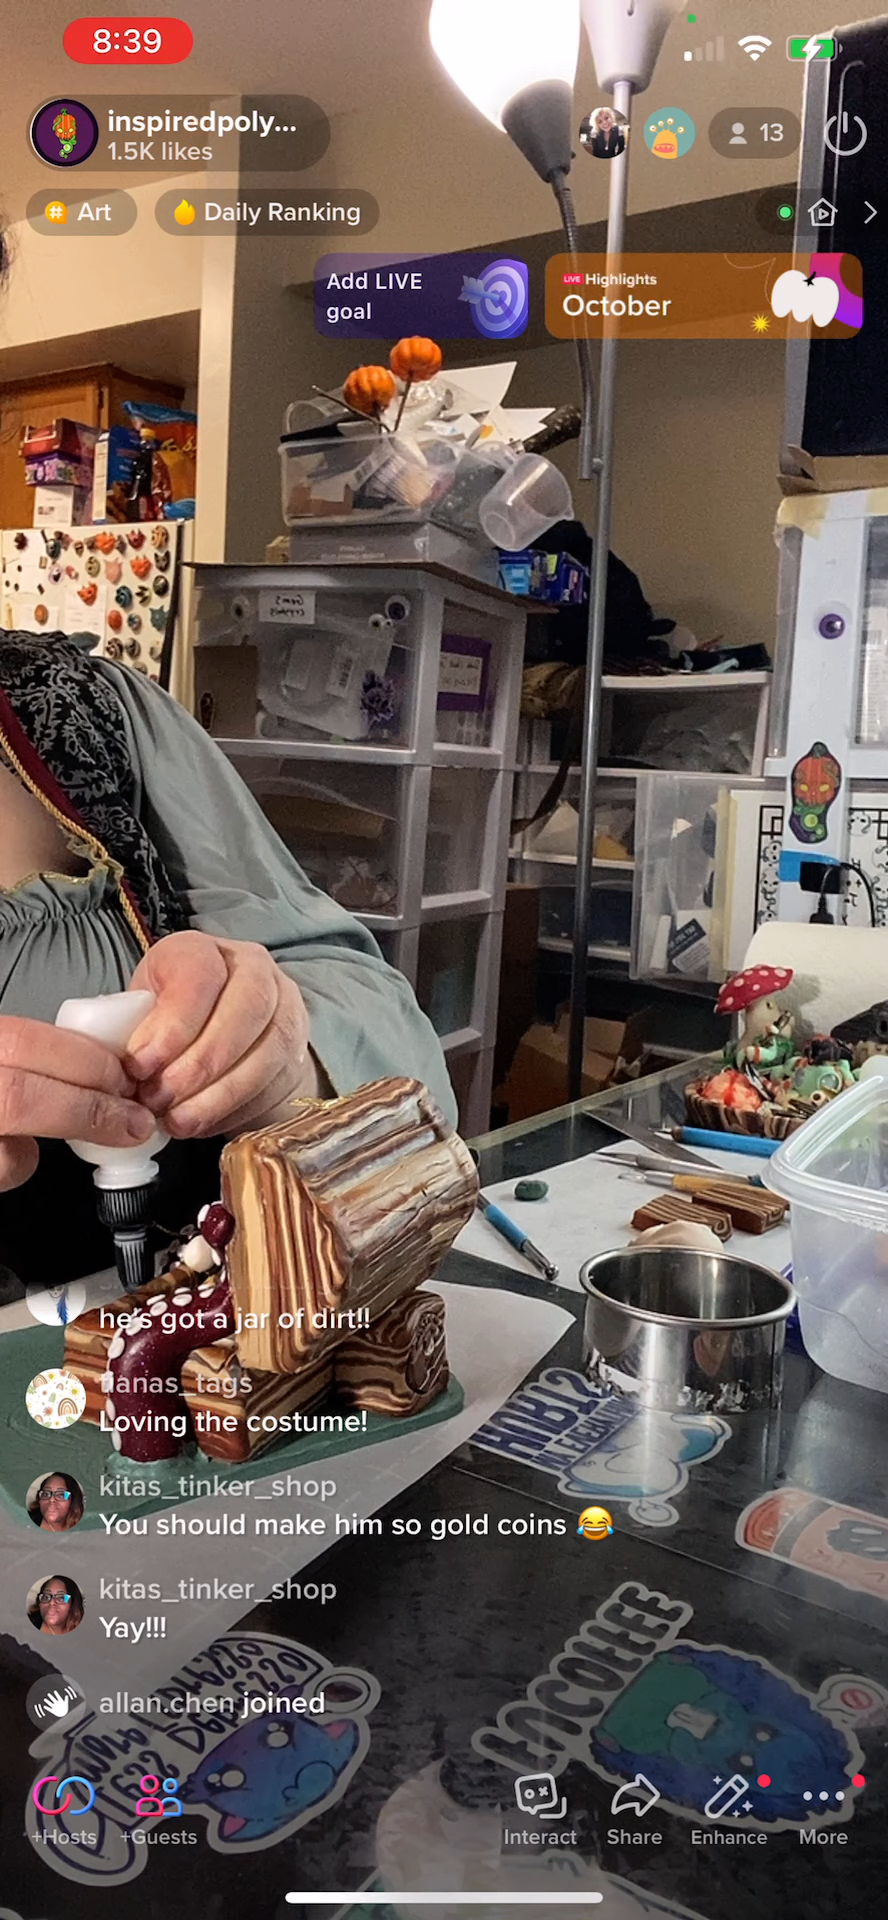 8:39
inspiredpoly...
1.5K likes
13
Art
Daily Ranking
Add LIVE
goal
LIVE Highlights
October
he's got a jar of dirt!!
tianas_tags
Loving the costume!
kitas_tinker_shop
You should make him so gold coins 😂
kitas_tinker_shop
Yay!!!
allan.chen joined
+Hosts
+Guests
Interact
Share
Enhance
More